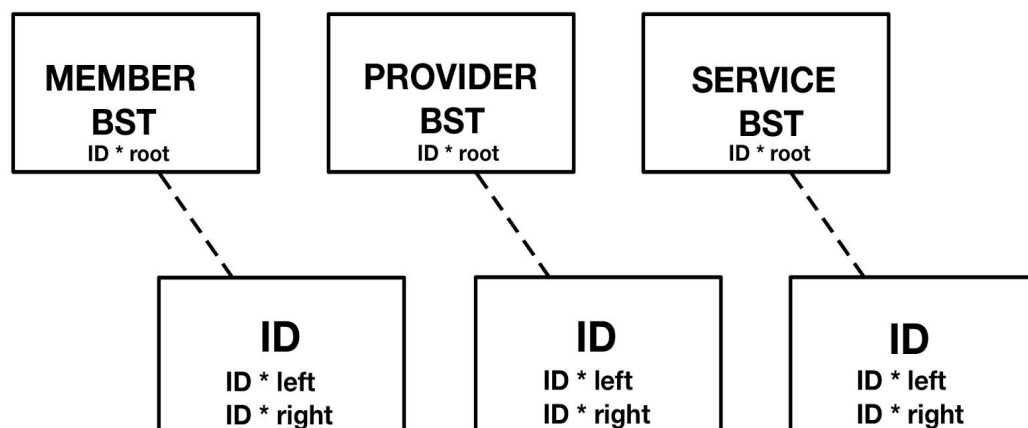 MEMBER
BST
ID * root
PROVIDER
BST
ID * root
SERVICE
BST
ID * root
ID
ID * left
ID * right
ID
ID * left
ID * right
ID
ID * left
ID * right